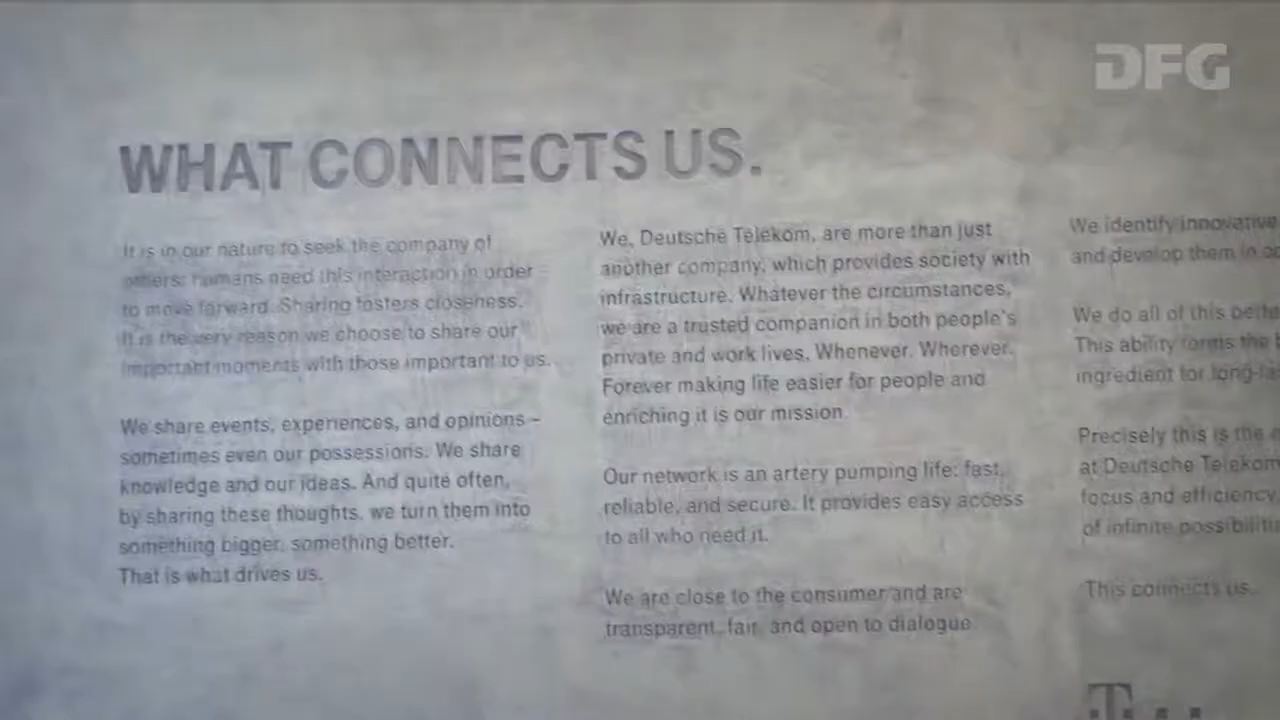 DFG
WHAT CONNECTS US.
It is in our nature to seek the company of
others; humans need this interaction in order
to move forward. Sharing fosters closeness.
It is the very reason we choose to share our
important moments with those important to us.
We share events, experiences, and opinions –
sometimes even our possessions. We share
knowledge and our ideas. And quite often,
by sharing these thoughts, we turn them into
something bigger, something better.
That is what drives us.
We, Deutsche Telekom, are more than just
another company, which provides society with
infrastructure. Whatever the circumstances,
we are a trusted companion in both people's
private and work lives. Whenever. Wherever.
Forever making life easier for people and
enriching it is our mission.
Our network is an artery pumping life: fast,
reliable, and secure. It provides easy access
to all who need it.
We are close to the consumer and are
transparent, fair, and open to dialogue
We identify innovative
and develop them in
We do all of this
This ability forms the
ingredient for
Precisely this is the
at Deutsche Telekom
focus and efficiency
of infinite
This connects us.
T